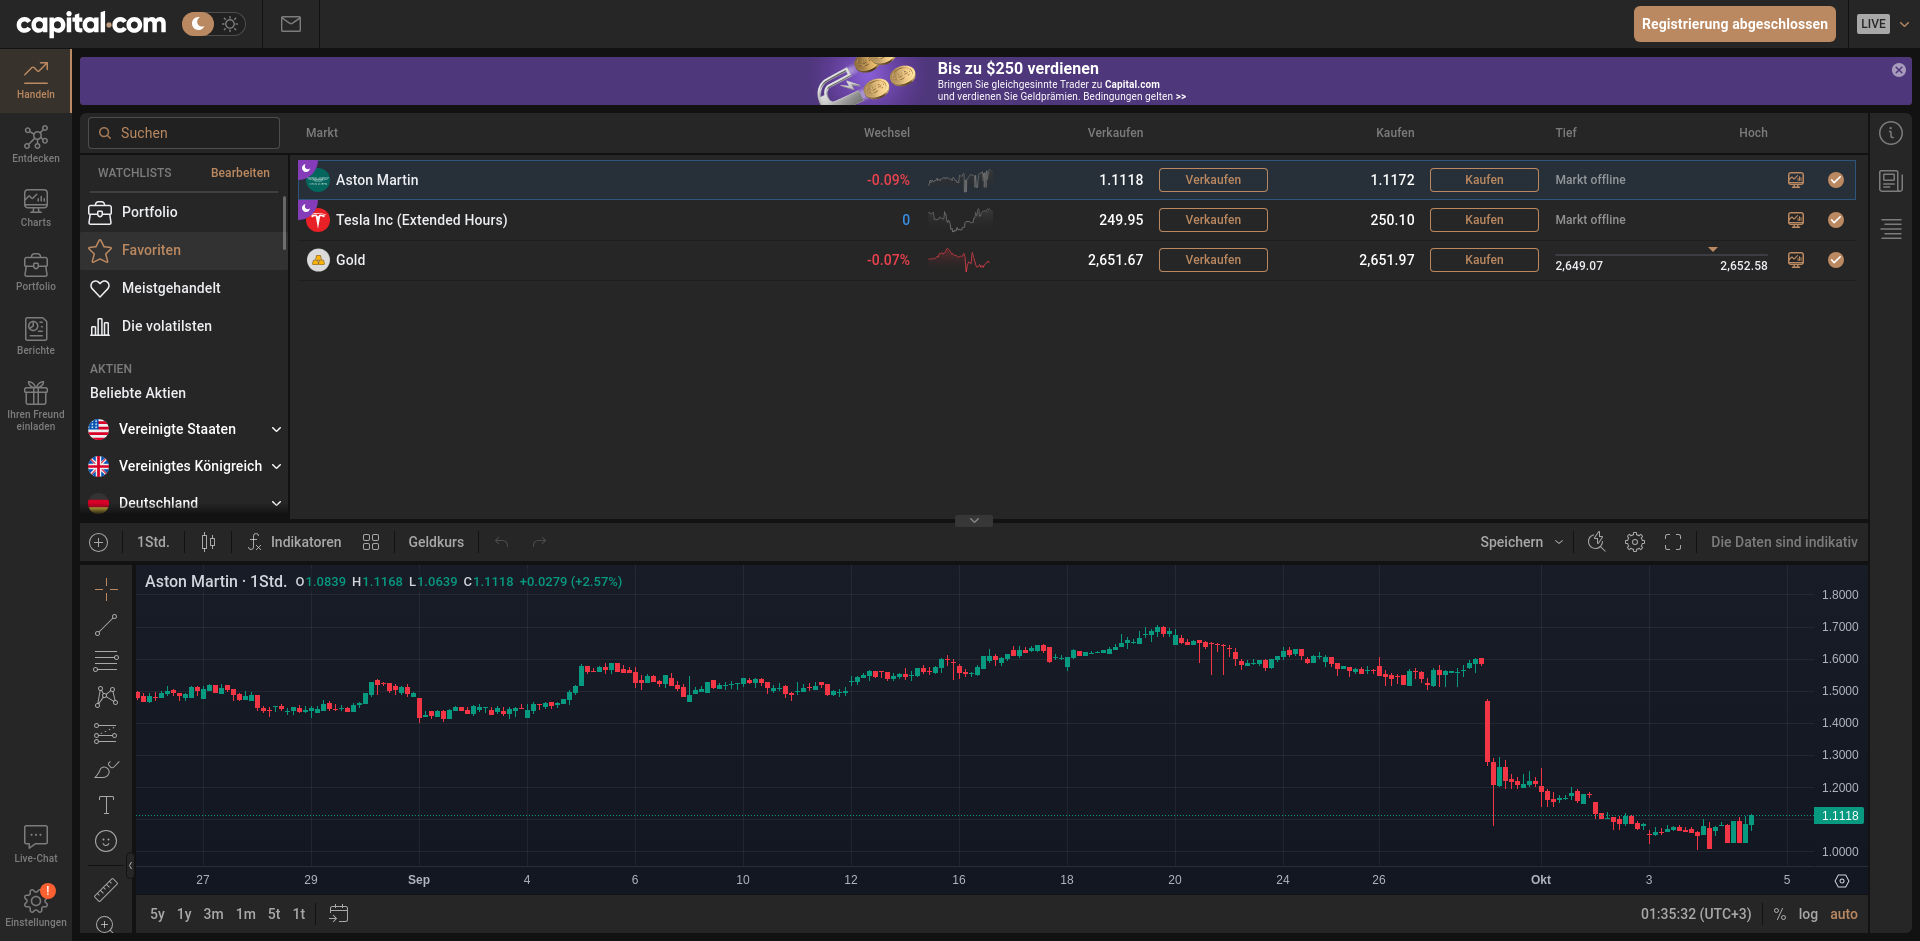 capital.com
Registrierung abgeschlossen
LIVE
Bis zu $250 verdienen
Bringen Sie gleichgesinnte Trader zu Capital.com
und verdienen Sie Geldprämien. Bedingungen gelten >>
Handeln
Entdecken
Charts
Portfolio
Berichte
Ihren Freund
einladen
Live-Chat
!
Einstellungen
Suchen
WATCHLISTS Bearbeiten
Portfolio
Favoriten
Meistgehandelt
Die volatilsten
AKTIEN
Beliebte Aktien
Vereinigte Staaten
Vereinigtes Königreich
Deutschland
Markt Wechsel Verkaufen Kaufen Tief Hoch
Aston Martin -0.09% 1.1118 Verkaufen 1.1172 Kaufen Markt offline
Tesla Inc (Extended Hours) 0 249.95 Verkaufen 250.10 Kaufen Markt offline
Gold -0.07% 2,651.67 Verkaufen 2,651.97 Kaufen 2,649.07 2,652.58
1Std. Indikatoren Geldkurs Speichern Die Daten sind indikativ
Aston Martin · 1Std. O1.0839 H1.1168 L1.0639 C1.1118 +0.0279 (+2.57%)
1.8000
1.7000
1.6000
1.5000
1.4000
1.3000
1.2000
1.1118
1.0000
27 29 Sep 4 6 10 12 16 18 20 24 26 Okt 3 5
5y 1y 3m 1m 5t 1t 01:35:32 (UTC+3) % log auto